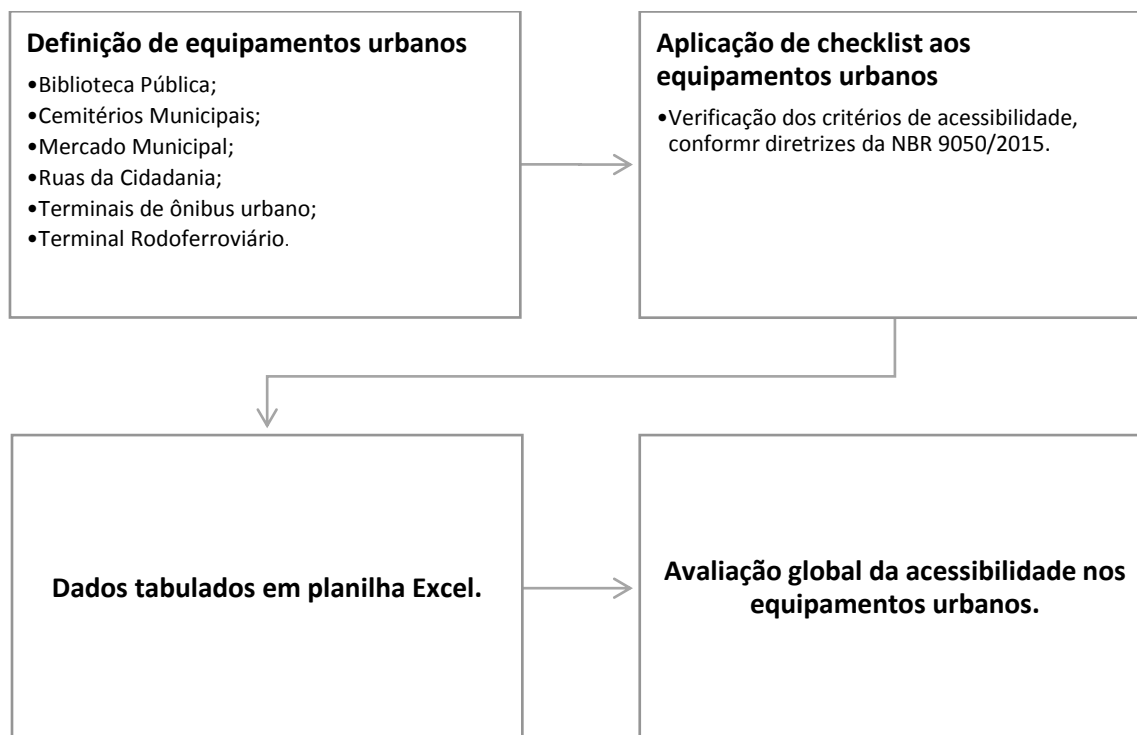 Definição de equipamentos urbanos
•Biblioteca Pública;
•Cemitérios Municipais;
•Mercado Municipal;
•Ruas da Cidadania;
•Terminais de ônibus urbano;
•Terminal Rodoferroviário.
Aplicação de checklist aos
equipamentos urbanos
•Verificação dos critérios de acessibilidade,
conformr diretrizes da NBR 9050/2015.
Dados tabulados em planilha Excel.
Avaliação global da acessibilidade nos
equipamentos urbanos.